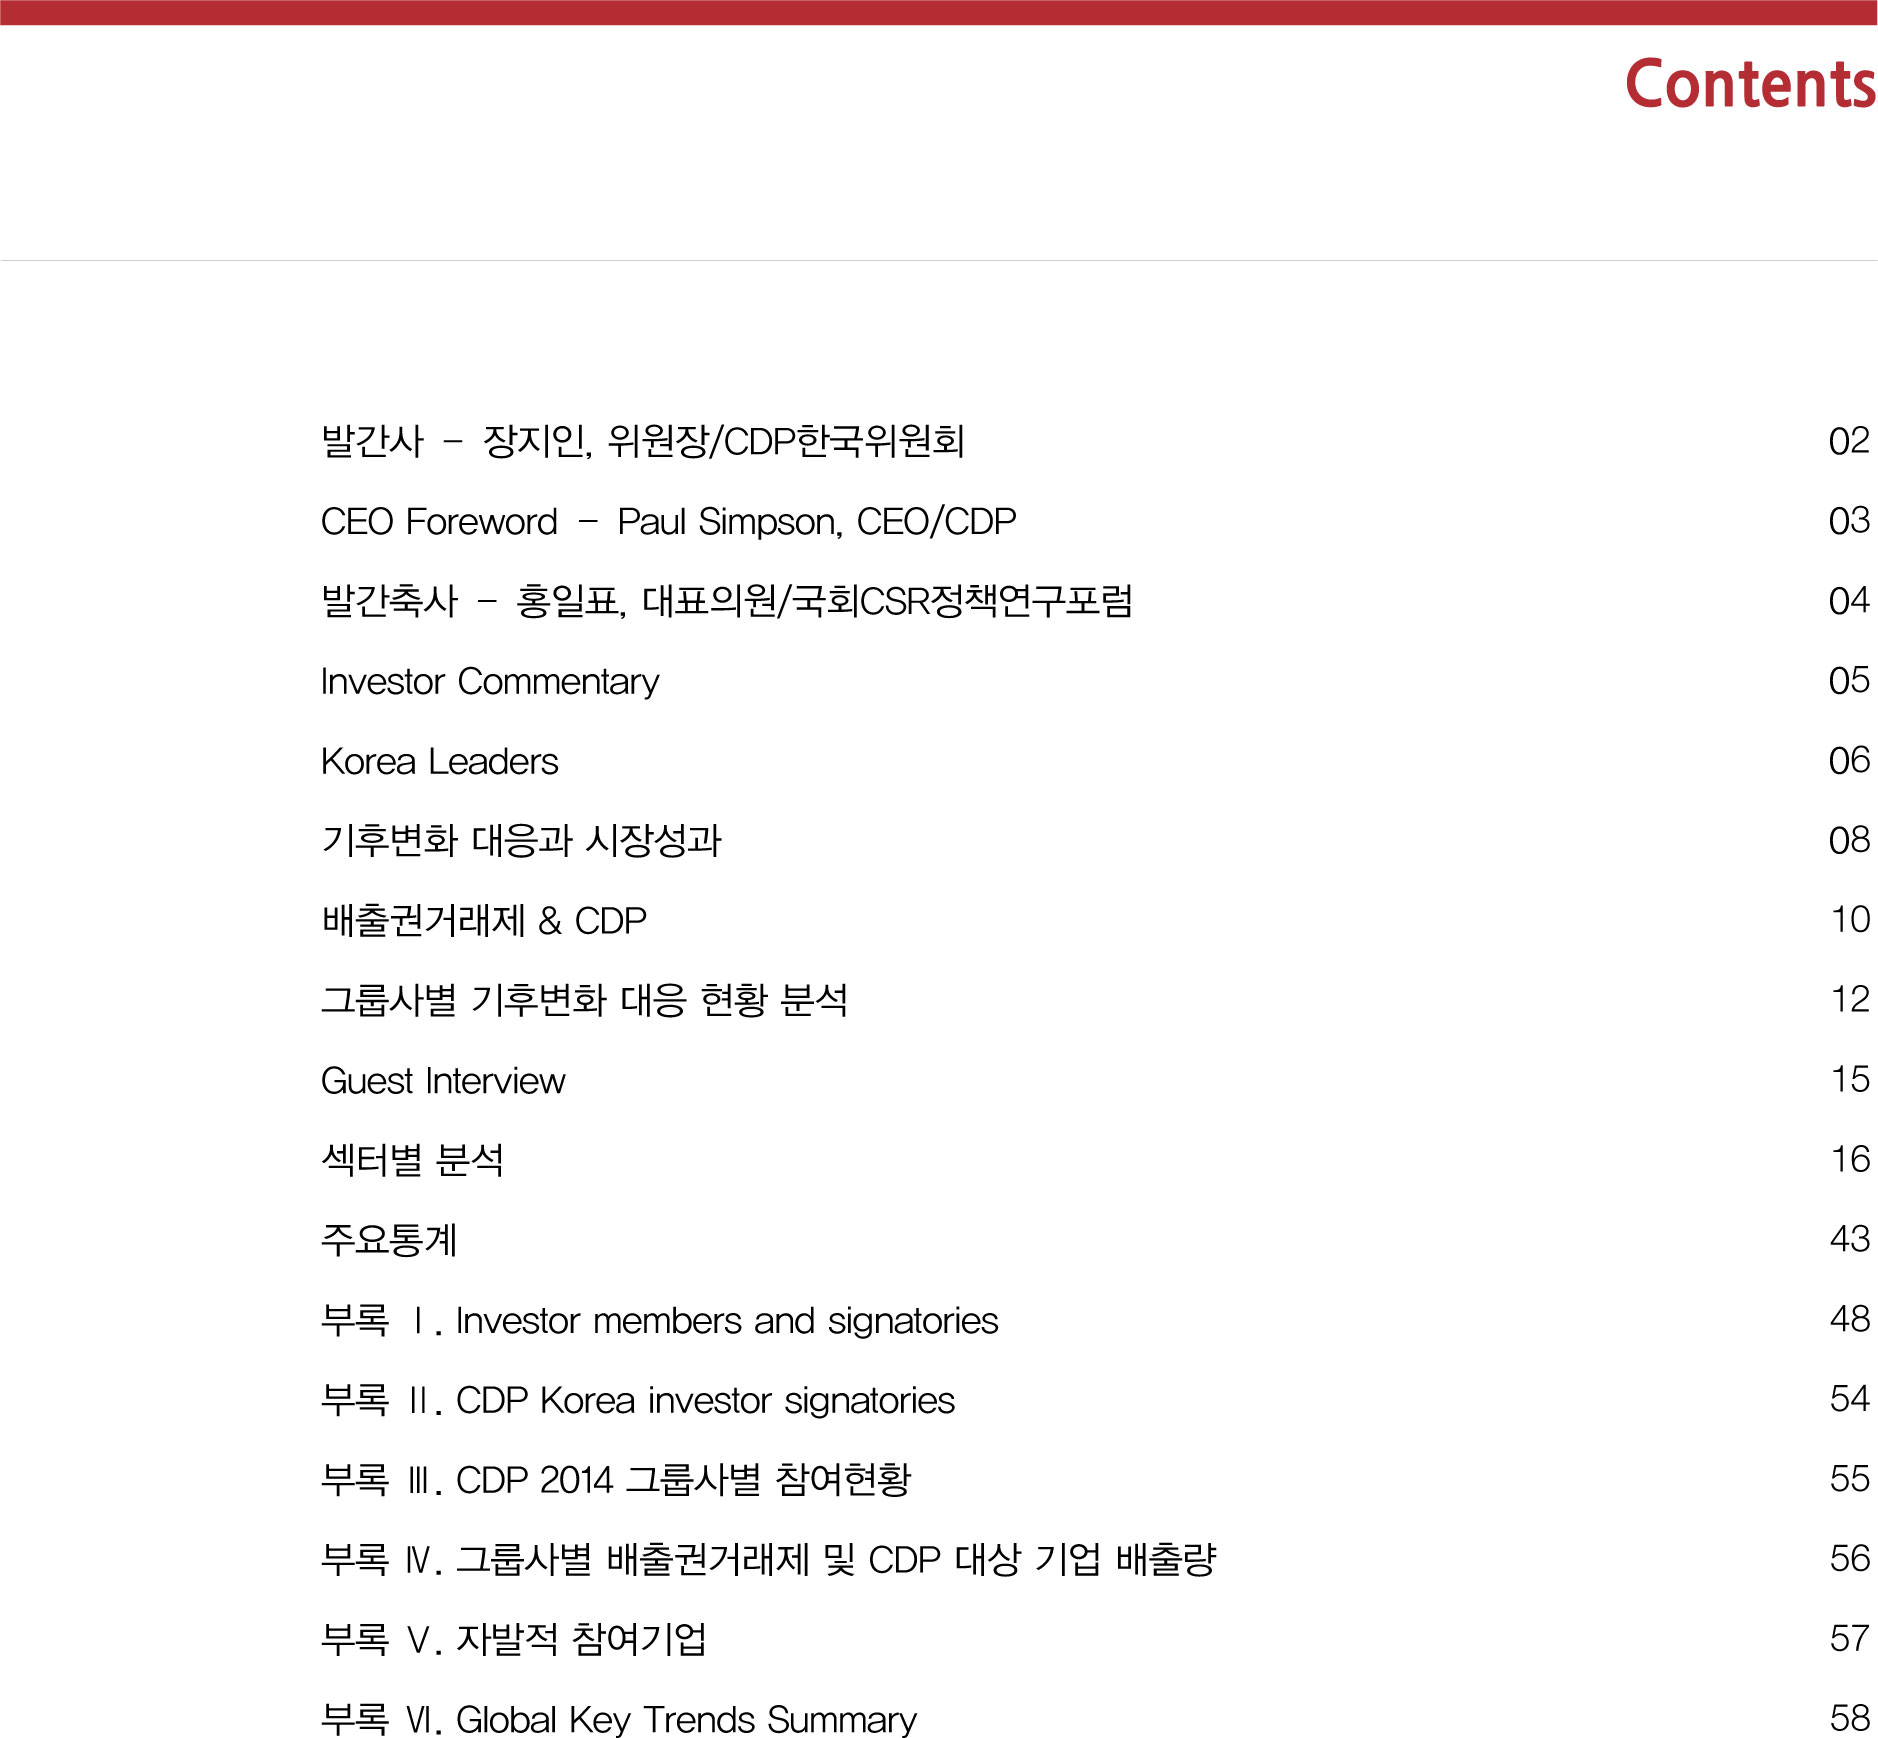 Contents
발간사 - 장지인, 위원장/CDP한국위원회 02
CEO Foreword - Paul Simpson, CEO/CDP 03
발간축사 - 홍일표, 대표의원/국회CSR정책연구포럼 04
Investor Commentary 05
Korea Leaders 06
기후변화 대응과 시장성과 08
배출권거래제 & CDP 10
그룹사별 기후변화 대응 현황 분석 12
Guest Interview 15
섹터별 분석 16
주요통계 43
부록 Ⅰ. Investor members and signatories 48
부록 Ⅱ. CDP Korea investor signatories 54
부록 Ⅲ. CDP 2014 그룹사별 참여현황 55
부록 Ⅳ. 그룹사별 배출권거래제 및 CDP 대상 기업 배출량 56
부록 Ⅴ. 자발적 참여기업 57
부록 Ⅵ. Global Key Trends Summary 58